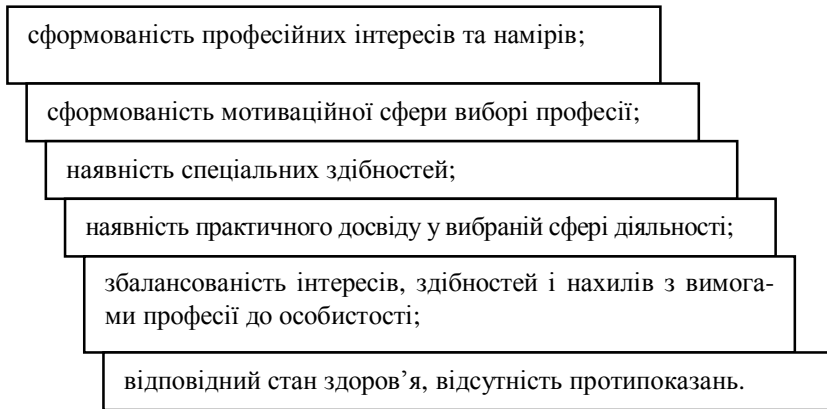 сформованість професійних інтересів та намірів;
сформованість мотиваційної сфери виборі професії;
наявність спеціальних здібностей;
наявність практичного досвіду у вибраній сфері діяльності;
збалансованість інтересів, здібностей і нахилів з вимога-
ми професії до особистості;
відповідний стан здоров’я, відсутність протипоказань.